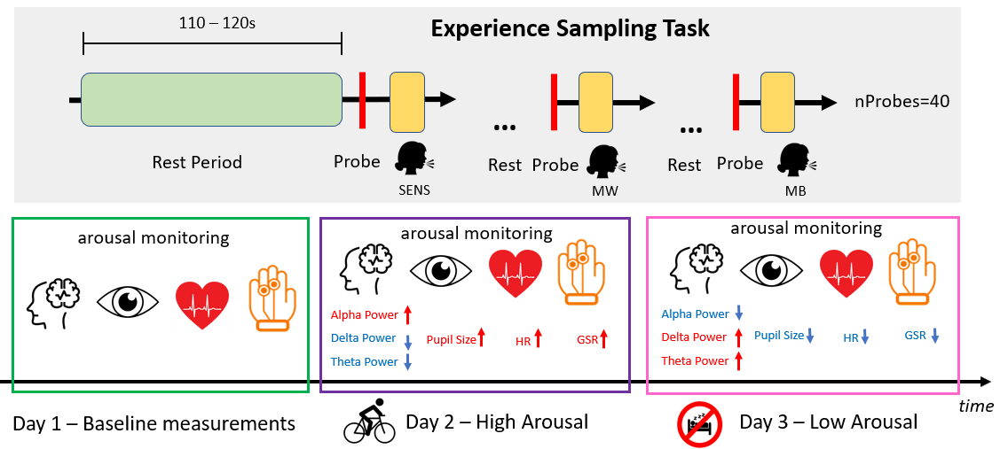 110 – 120s
Experience Sampling Task
nProbes=40
...
...
Rest Period
Probe
Rest
Probe
Rest
Probe
SENS
MW
MB
arousal monitoring
arousal monitoring
Alpha Power
Delta Power
Theta Power
Pupil Size
HR
GSR
arousal monitoring
Alpha Power
Delta Power
Theta Power
Pupil Size
HR
GSR
time
Day 1 – Baseline measurements
Day 2 – High Arousal
zzz
Day 3 – Low Arousal